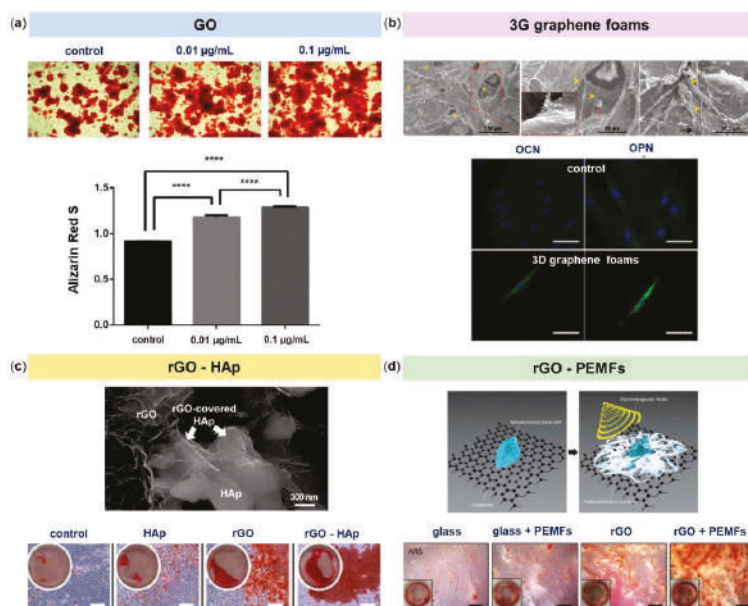 (a) GO
control 0.01 µg/mL 0.1 µg/mL
****
**** ****
1.5
1.0
0.5
0.0
Alizarin Red S
control 0.01 µg/mL 0.1 µg/mL
(b) 3G graphene foams
OCN OPN
control
3D graphene foams
(c) rGO - HAp
rGO
rGO-covered
HAp
HAp
300 nm
control HAp rGO rGO - HAp
(d) rGO - PEMFs
glass glass + PEMFs rGO rGO + PEMFs
ARS